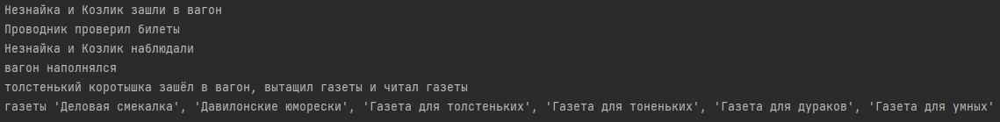 Незнайка и Козлик зашли в вагон
Проводник проверил билеты
Незнайка и Козлик наблюдали
вагон наполнялся
толстенький коротышка зашёл в вагон, вытащил газеты и читал газеты
газеты 'Деловая смекалка', 'Давилонские юморески', 'Газета для толстеньких', 'Газета для тоненьких', 'Газета для дураков', 'Газета для умных'